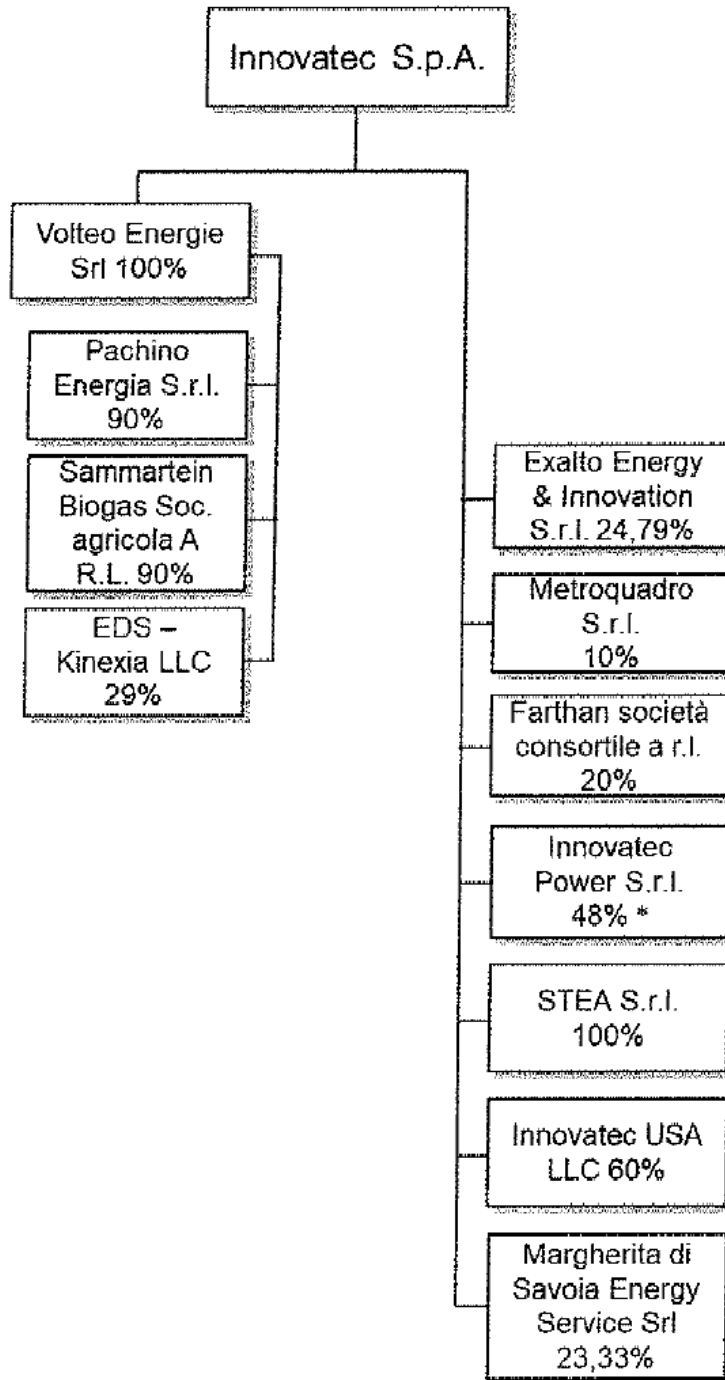 Innovatec S.p.A.
Volteo Energie
Srl 100%
Pachino
Energia S.r.l.
90%
Sammartein
Biogas Soc.
agricola A
R.L. 90%
EDS –
Kinexia LLC
29%
Exalto Energy
& Innovation
S.r.l. 24,79%
Metroquadro
S.r.l.
10%
Farthan società
consortile a r.l.
20%
Innovatec
Power S.r.l.
48% *
STEA S.r.l.
100%
Innovatec USA
LLC 60%
Margherita di
Savoia Energy
Service Srl
23,33%